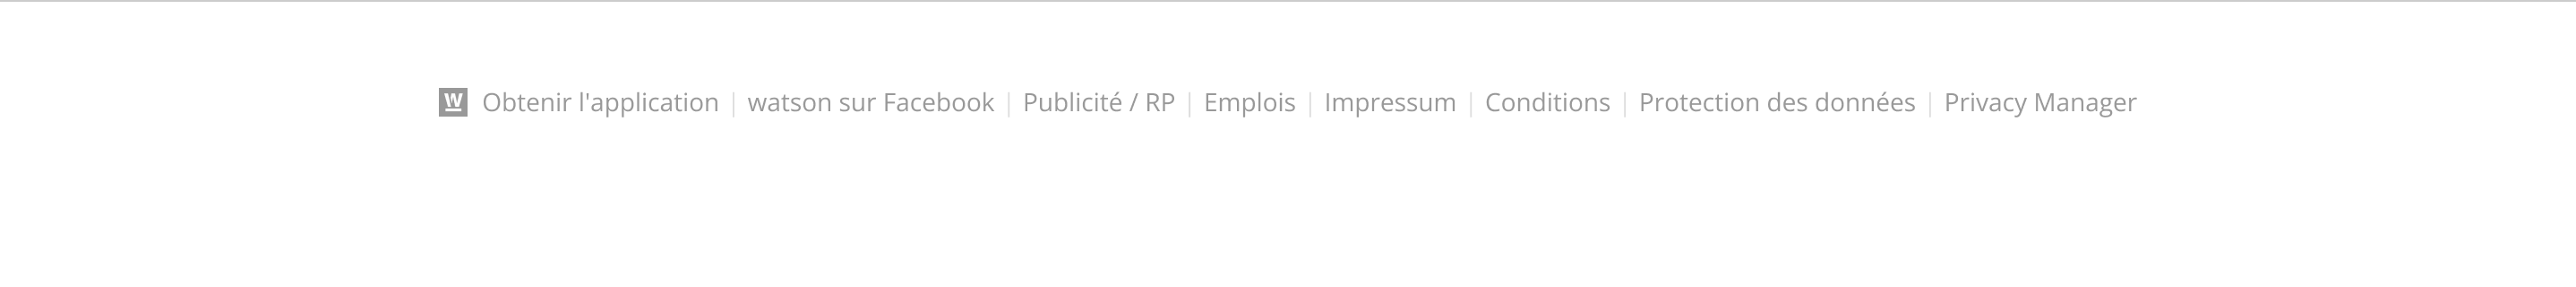 W Obtenir l'application | watson sur Facebook | Publicité / RP | Emplois | Impressum | Conditions | Protection des données | Privacy Manager